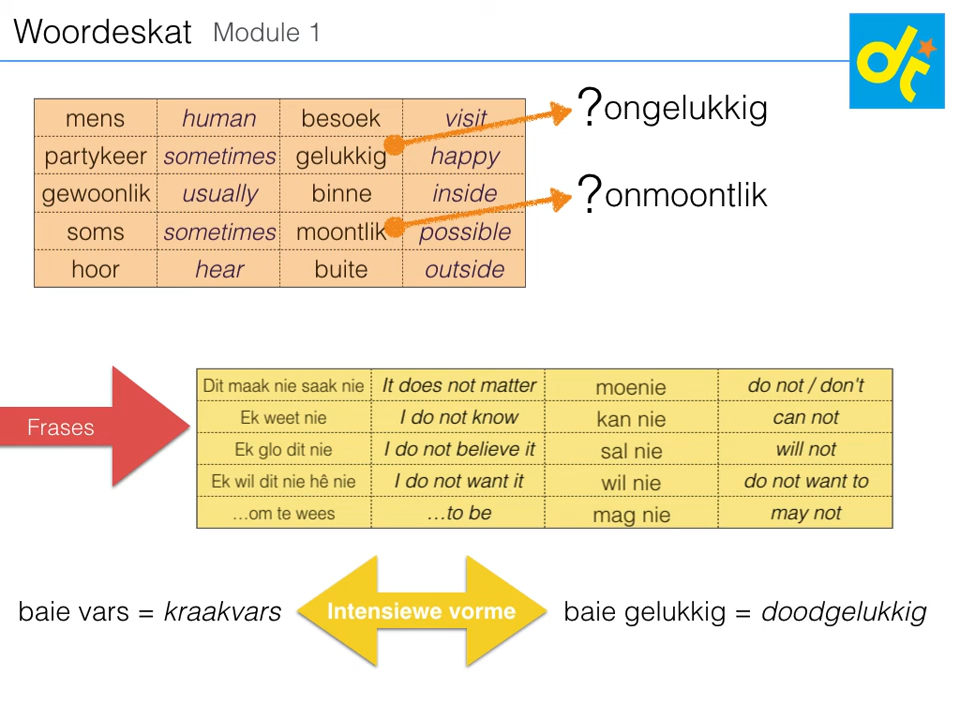 Woordeskat Module 1
dt
mens human besoek visit
partykeer sometimes gelukkig happy
gewoonlik usually binne inside
soms sometimes moontlik possible
hoor hear buite outside
?ongelukkig
?onmoontlik
Frases
Dit maak nie saak nie It does not matter moenie do not / don't
Ek weet nie I do not know kan nie can not
Ek glo dit nie I do not believe it sal nie will not
Ek wil dit nie hê nie I do not want it wil nie do not want to
...om te wees ...to be mag nie may not
baie vars = kraakvars Intensiewe vorme baie gelukkig = doodgelukkig